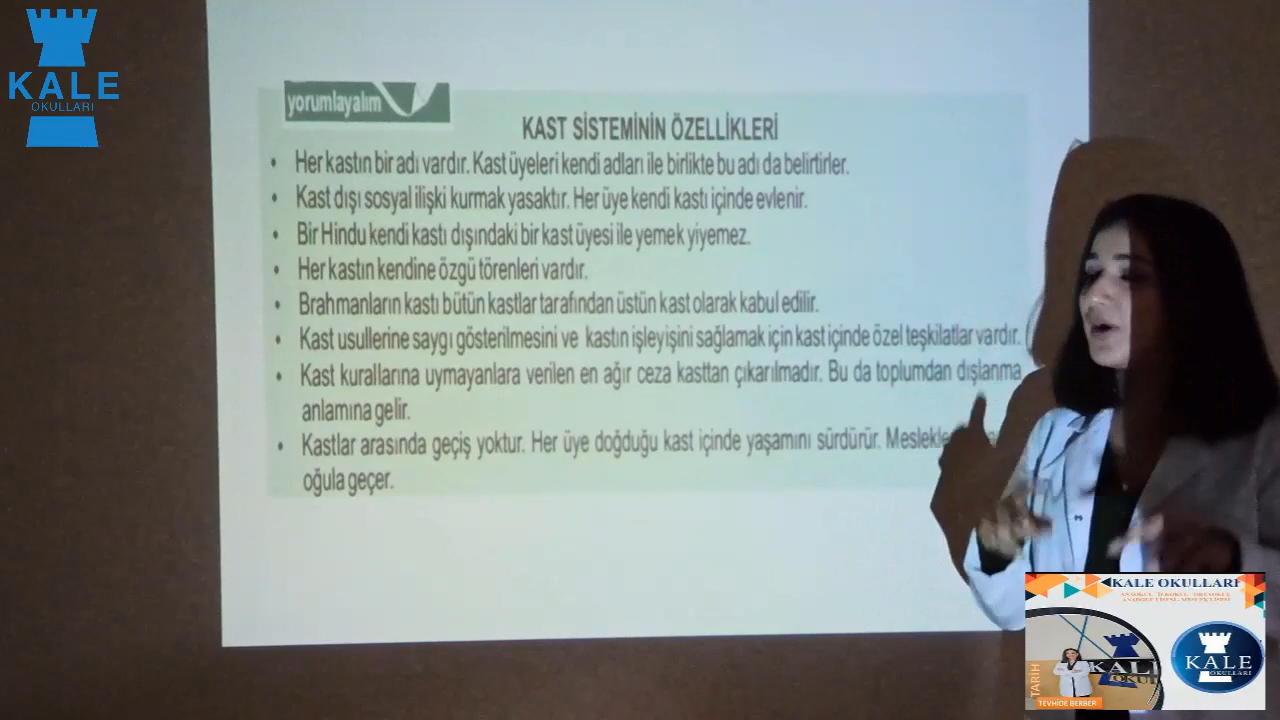 KALE
OKULLARI
yorumlayalım
KAST SİSTEMİNİN ÖZELLİKLERİ
• Her kastın bir adı vardır. Kast üyeleri kendi adları ile birlikte bu adı da belirtirler.
• Kast dışı sosyal ilişki kurmak yasaktır. Her üye kendi kastı içinde evlenir.
• Bir Hindu kendi kastı dışındaki bir kast üyesi ile yemek yiyemez.
• Her kastın kendine özgü törenleri vardır.
• Brahmanların kastı bütün kastlar tarafından üstün kast olarak kabul edilir.
• Kast usullerine saygı gösterilmesini ve kastın işleyişini sağlamak için kast içinde özel teşkilatlar vardır.
• Kast kurallarına uymayanlara verilen en ağır ceza kasttan çıkarılmadır. Bu da toplumdan dışlanma
anlamına gelir.
• Kastlar arasında geçiş yoktur. Her üye doğduğu kast içinde yaşamını sürdürür.
oğula geçer.
KALE OKULLARI
KALE
OKULLARI
TARİH
TEVHİDE BERBER